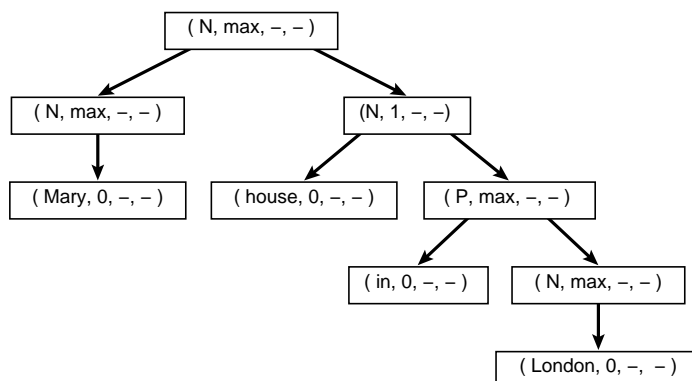 ( N, max, –, – )
( N, max, –, – )
(N, 1, –, –)
( Mary, 0, –, – )
( house, 0, –, – )
( P, max, –, – )
( in, 0, –, – )
( N, max, –, – )
( London, 0, –, – )